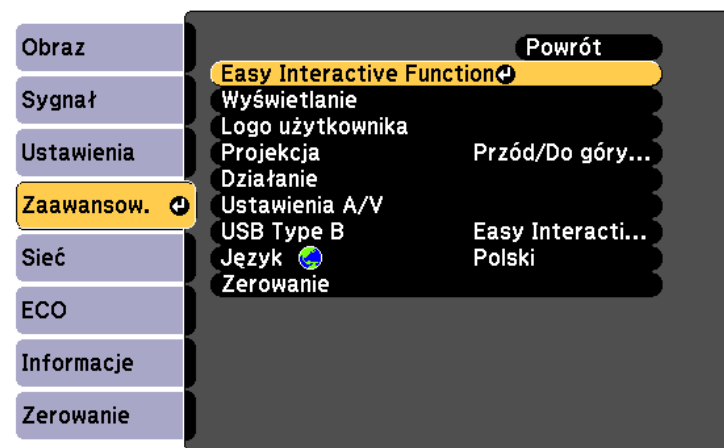 Obraz
Sygnał
Ustawienia
Zaawansow.
Sieć
ECO
Informacje
Zerowanie
Powrót
Easy Interactive Function
Wyświetlanie
Logo użytkownika
Projekcja Przód/Do góry...
Działanie
Ustawienia A/V
USB Type B Easy Interacti...
Język Polski
Zerowanie